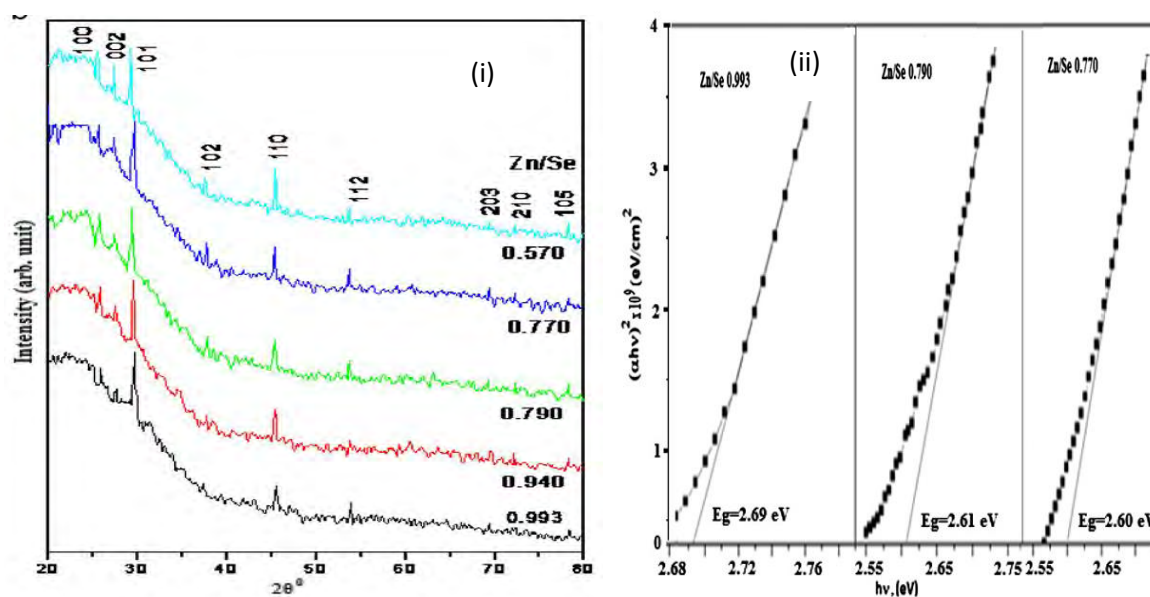 (i)
100
002
101
102
110
112
203
210
105
Zn/Se
0.570
0.770
0.790
0.940
0.993
Intensity (arb. unit)
20 30 40 50 60 70 80
2θ°
(ii)
Zn/Se 0.993
Zn/Se 0.790
Zn/Se 0.770
4
3
2
1
0
(αhν)² x10⁹ (eV/cm)²
Eg=2.69 eV
Eg=2.61 eV
Eg=2.60 eV
2.68 2.72 2.76 2.55 2.65 2.75 2.55 2.65
hν, (eV)